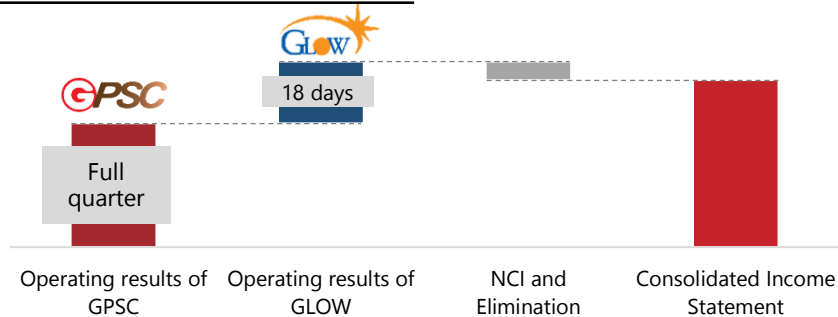 GLOW
GPSC
18 days
Full
quarter
Operating results of
GPSC
Operating results of
GLOW
NCI and
Elimination
Consolidated Income
Statement